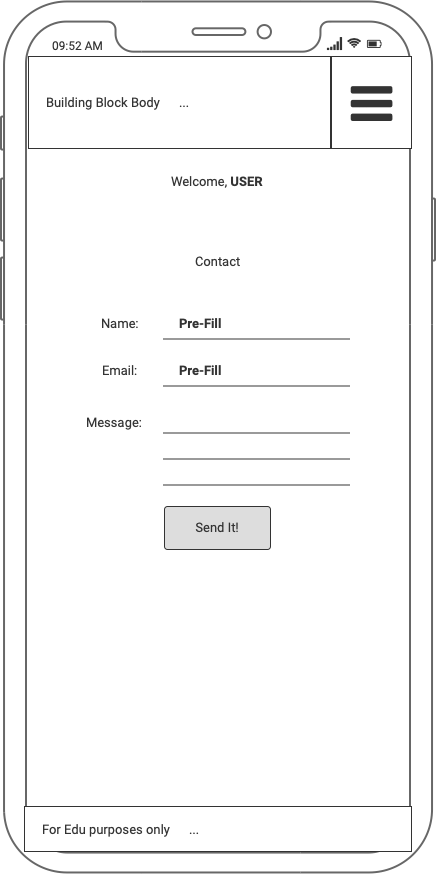 09:52 AM
Building Block Body ...
Welcome, USER
Contact
Name: Pre-Fill
Email: Pre-Fill
Message:
Send It!
For Edu purposes only ...